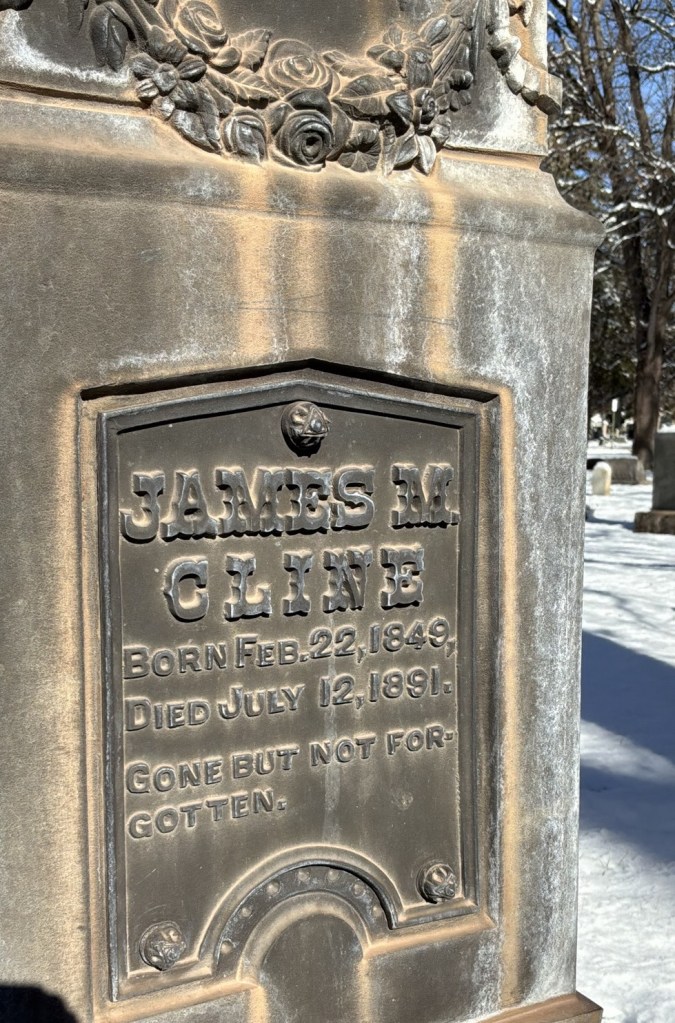 JAMES M.
CLINE
BORN FEB. 22, 1849,
DIED JULY 12, 1891.
GONE BUT NOT FOR-
GOTTEN.